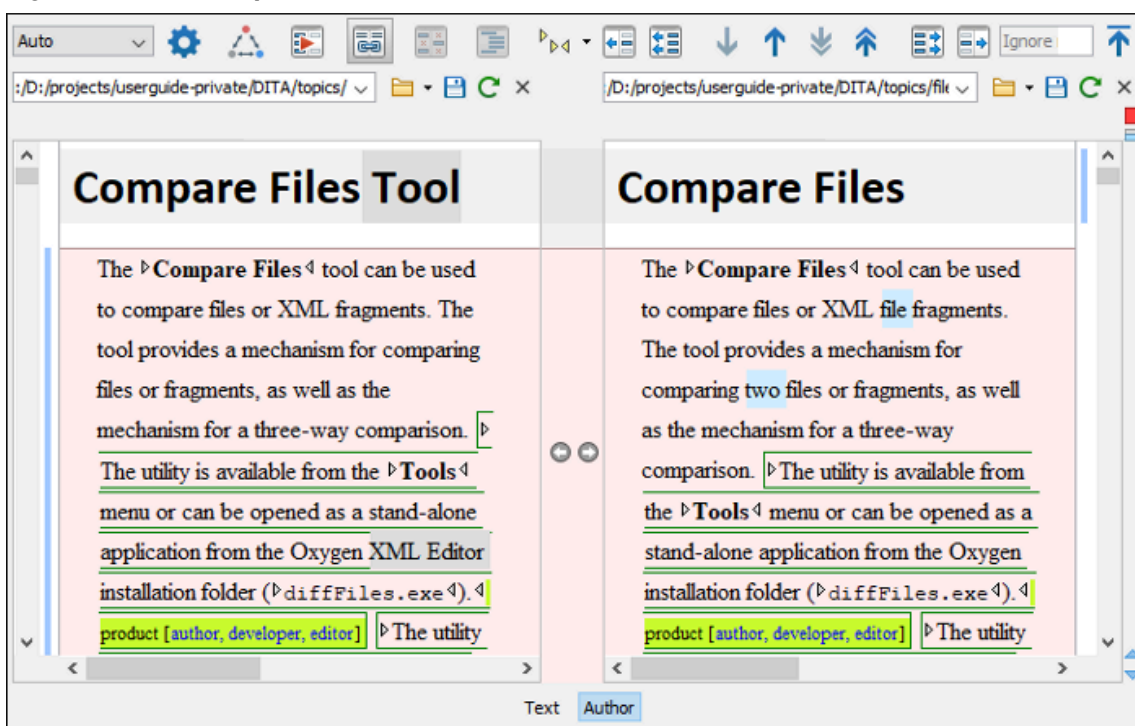 Auto
Ignore
:/D:/projects/userguide-private/DITA/topics/
/D:/projects/userguide-private/DITA/topics/file
Compare Files Tool
The Compare Files tool can be used
to compare files or XML fragments. The
tool provides a mechanism for comparing
files or fragments, as well as the
mechanism for a three-way comparison.
The utility is available from the Tools
menu or can be opened as a stand-alone
application from the Oxygen XML Editor
installation folder (diffFiles.exe).
product [author, developer, editor] The utility
Compare Files
The Compare Files tool can be used
to compare files or XML file fragments.
The tool provides a mechanism for
comparing two files or fragments, as well
as the mechanism for a three-way
comparison. The utility is available from
the Tools menu or can be opened as a
stand-alone application from the Oxygen
installation folder (diffFiles.exe).
product [author, developer, editor] The utility
Text Author